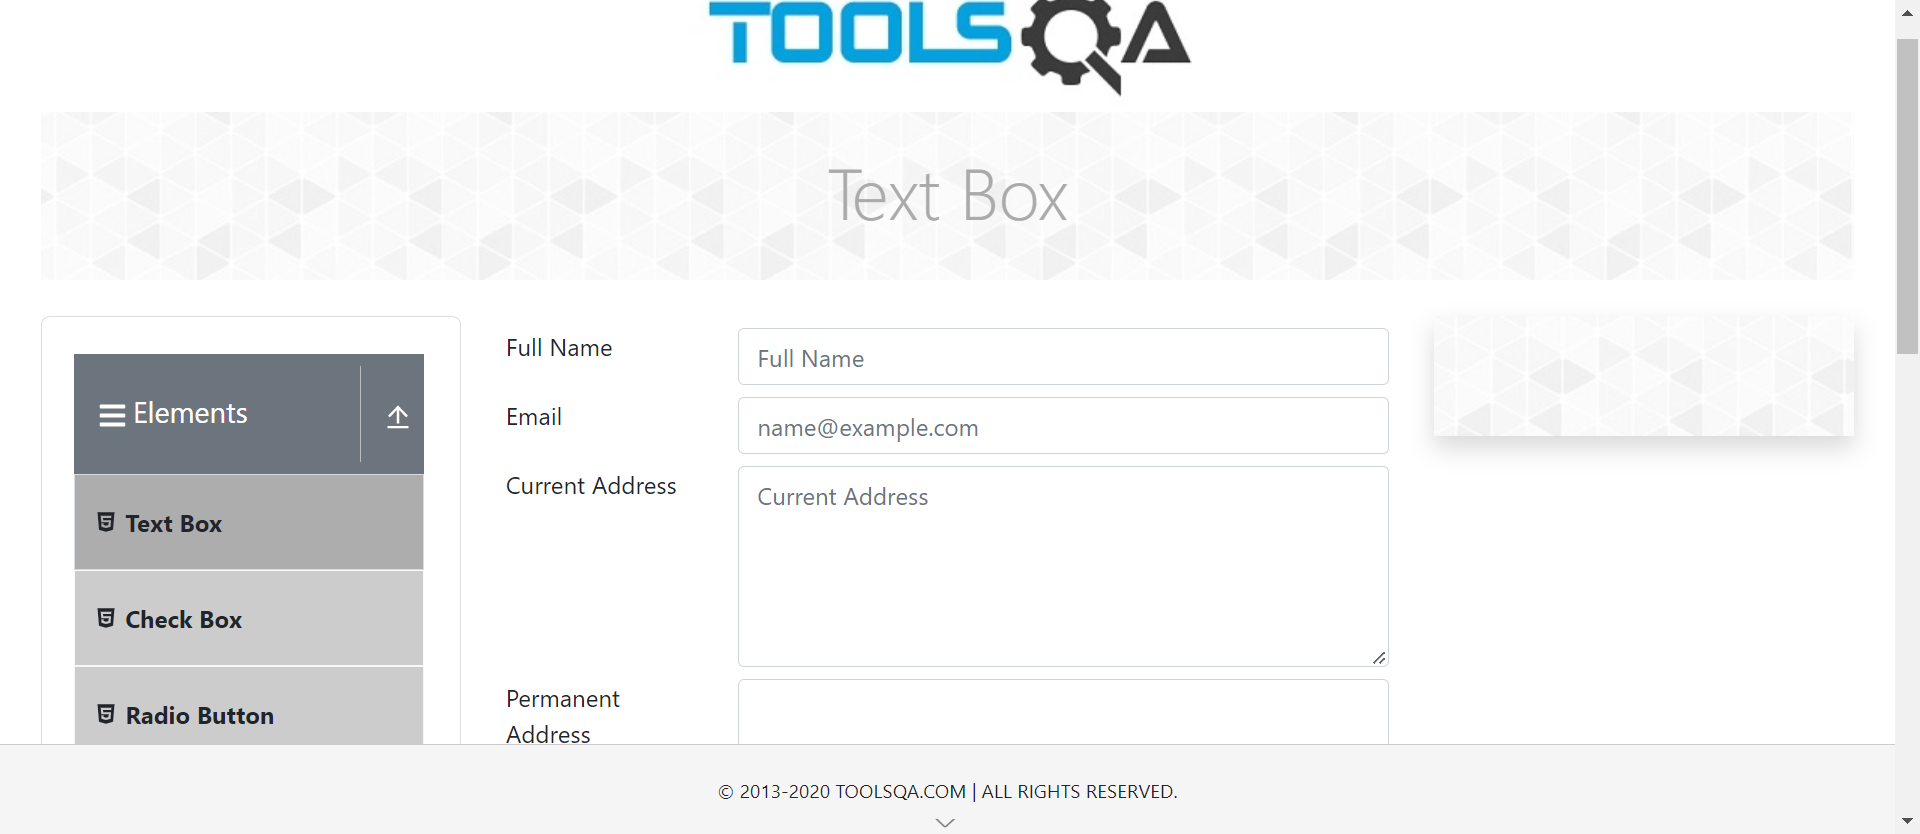 TOOLSQA
Text Box
Elements
Text Box
Check Box
Radio Button
Full Name
Full Name
Email
name@example.com
Current Address
Current Address
Permanent
Address
© 2013-2020 TOOLSQA.COM | ALL RIGHTS RESERVED.